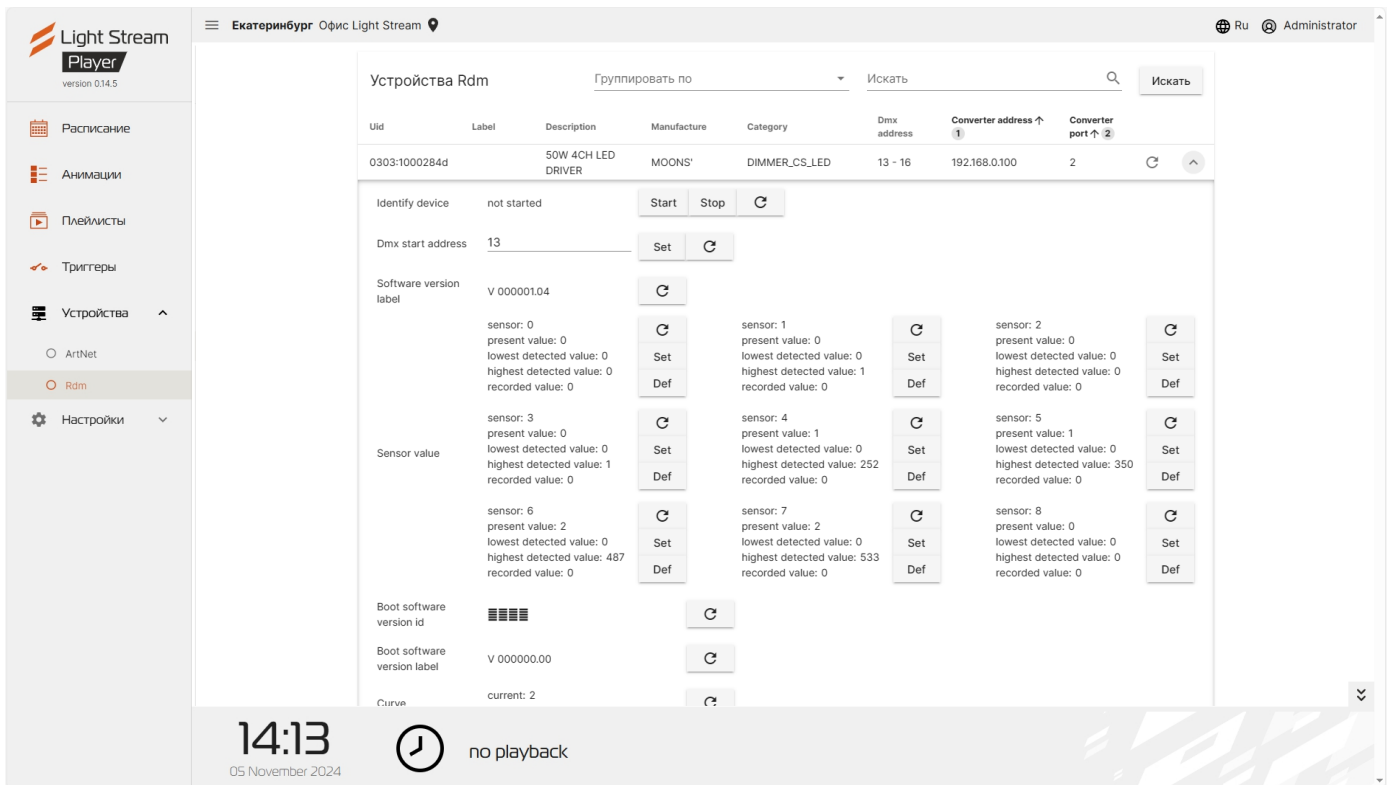 Light Stream
Player
version 0.14.5
Екатеринбург Офис Light Stream
Ru Administrator
Расписание
Анимации
Плейлисты
Триггеры
Устройства
ArtNet
Rdm
Настройки
Устройства Rdm Группировать по Искать Искать
Uid Label Description Manufacture Category Dmx address Converter address 1 Converter port 2
0303:1000284d 50W 4CH LED DRIVER MOONS' DIMMER_CS_LED 13 - 16 192.168.0.100 2
Identify device not started Start Stop
Dmx start address 13 Set
Software version label V 000001.04
Sensor value
sensor: 0
present value: 0
lowest detected value: 0
highest detected value: 0
recorded value: 0
Set
Def
sensor: 1
present value: 0
lowest detected value: 0
highest detected value: 1
recorded value: 0
Set
Def
sensor: 2
present value: 0
lowest detected value: 0
highest detected value: 0
recorded value: 0
Set
Def
sensor: 3
present value: 0
lowest detected value: 0
highest detected value: 1
recorded value: 0
Set
Def
sensor: 4
present value: 1
lowest detected value: 0
highest detected value: 252
recorded value: 0
Set
Def
sensor: 5
present value: 1
lowest detected value: 0
highest detected value: 350
recorded value: 0
Set
Def
sensor: 6
present value: 2
lowest detected value: 0
highest detected value: 487
recorded value: 0
Set
Def
sensor: 7
present value: 2
lowest detected value: 0
highest detected value: 533
recorded value: 0
Set
Def
sensor: 8
present value: 0
lowest detected value: 0
highest detected value: 0
recorded value: 0
Set
Def
Boot software version id
Boot software version label V 000000.00
Curve current: 2
14:13
05 November 2024
no playback